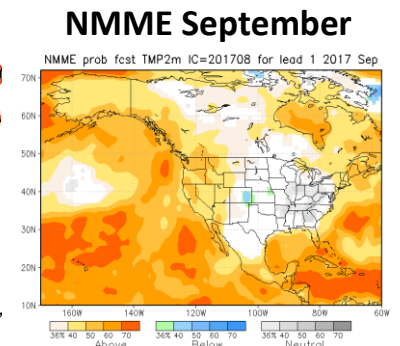 NMME September
NMME prob fcst TMP2m IC=201708 for lead 1 2017 Sep
70N
60N
50N
40N
30N
20N
10N
160W 140W 120W 100W 80W 60W
36% 40 50 60 70 36% 40 50 60 70 36% 40 50 60 70
Above Below Neutral